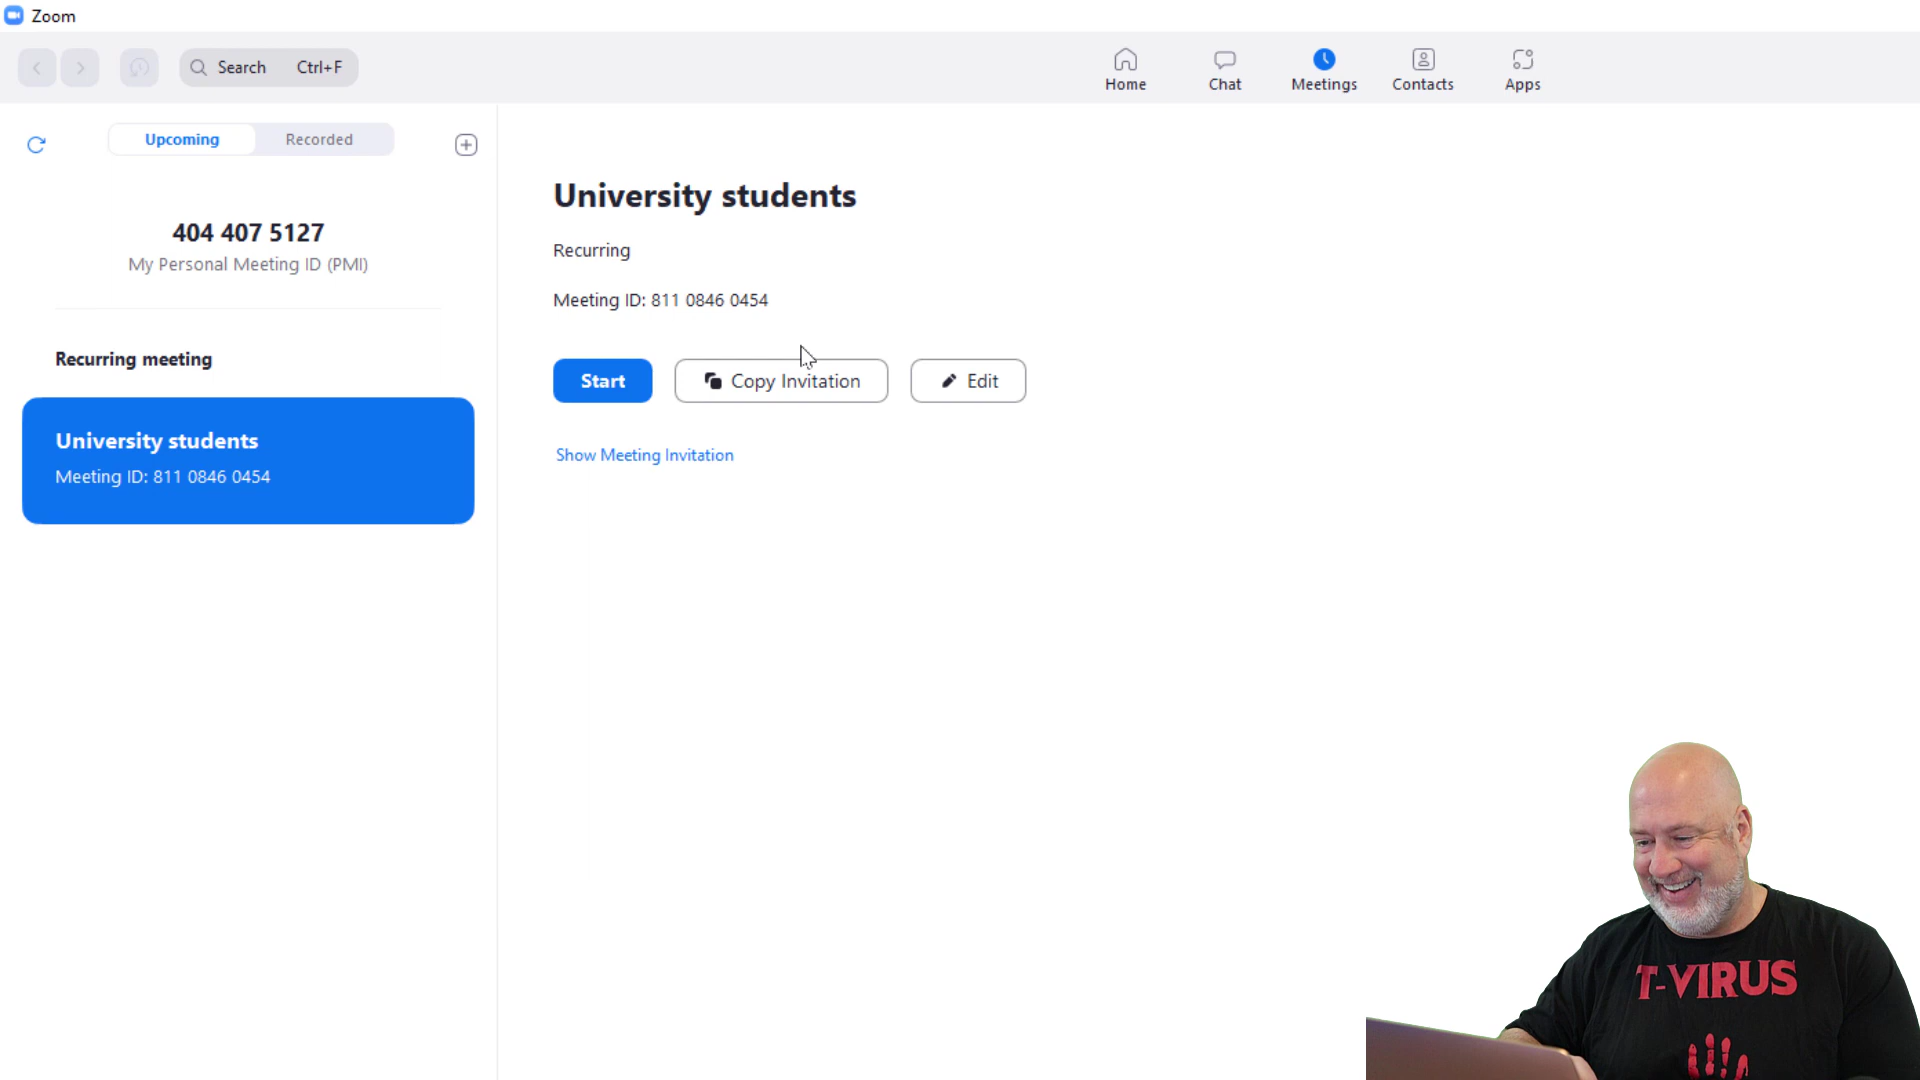 Zoom
Search Ctrl+F
Home
Chat
Meetings
Contacts
Apps
Upcoming
Recorded
404 407 5127
My Personal Meeting ID (PMI)
Recurring meeting
University students
Meeting ID: 811 0846 0454
University students
Recurring
Meeting ID: 811 0846 0454
Start
Copy Invitation
Edit
Show Meeting Invitation
T-VIRUS